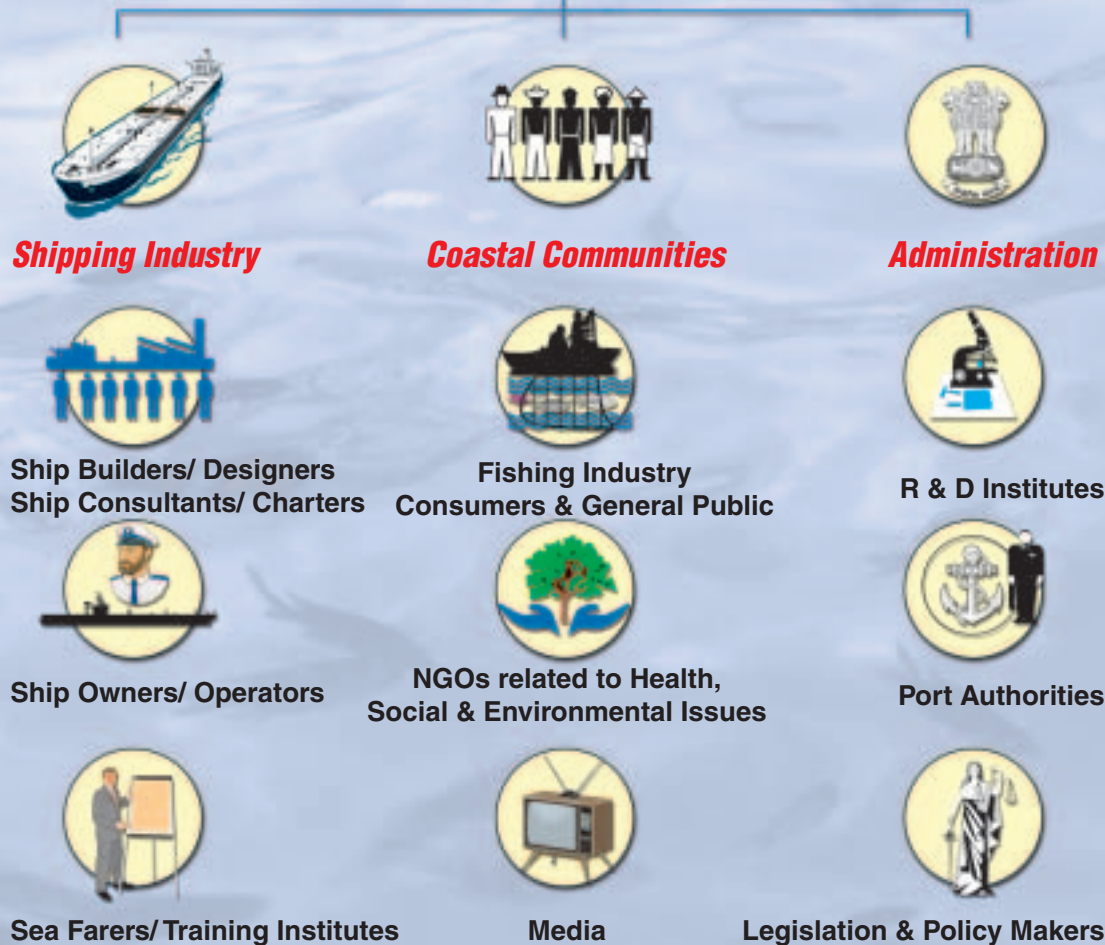 Shipping Industry
Coastal Communities
Administration
Ship Builders/ Designers
Ship Consultants/ Charters
Fishing Industry
Consumers & General Public
R & D Institutes
Ship Owners/ Operators
NGOs related to Health,
Social & Environmental Issues
Port Authorities
Sea Farers/ Training Institutes
Media
Legislation & Policy Makers